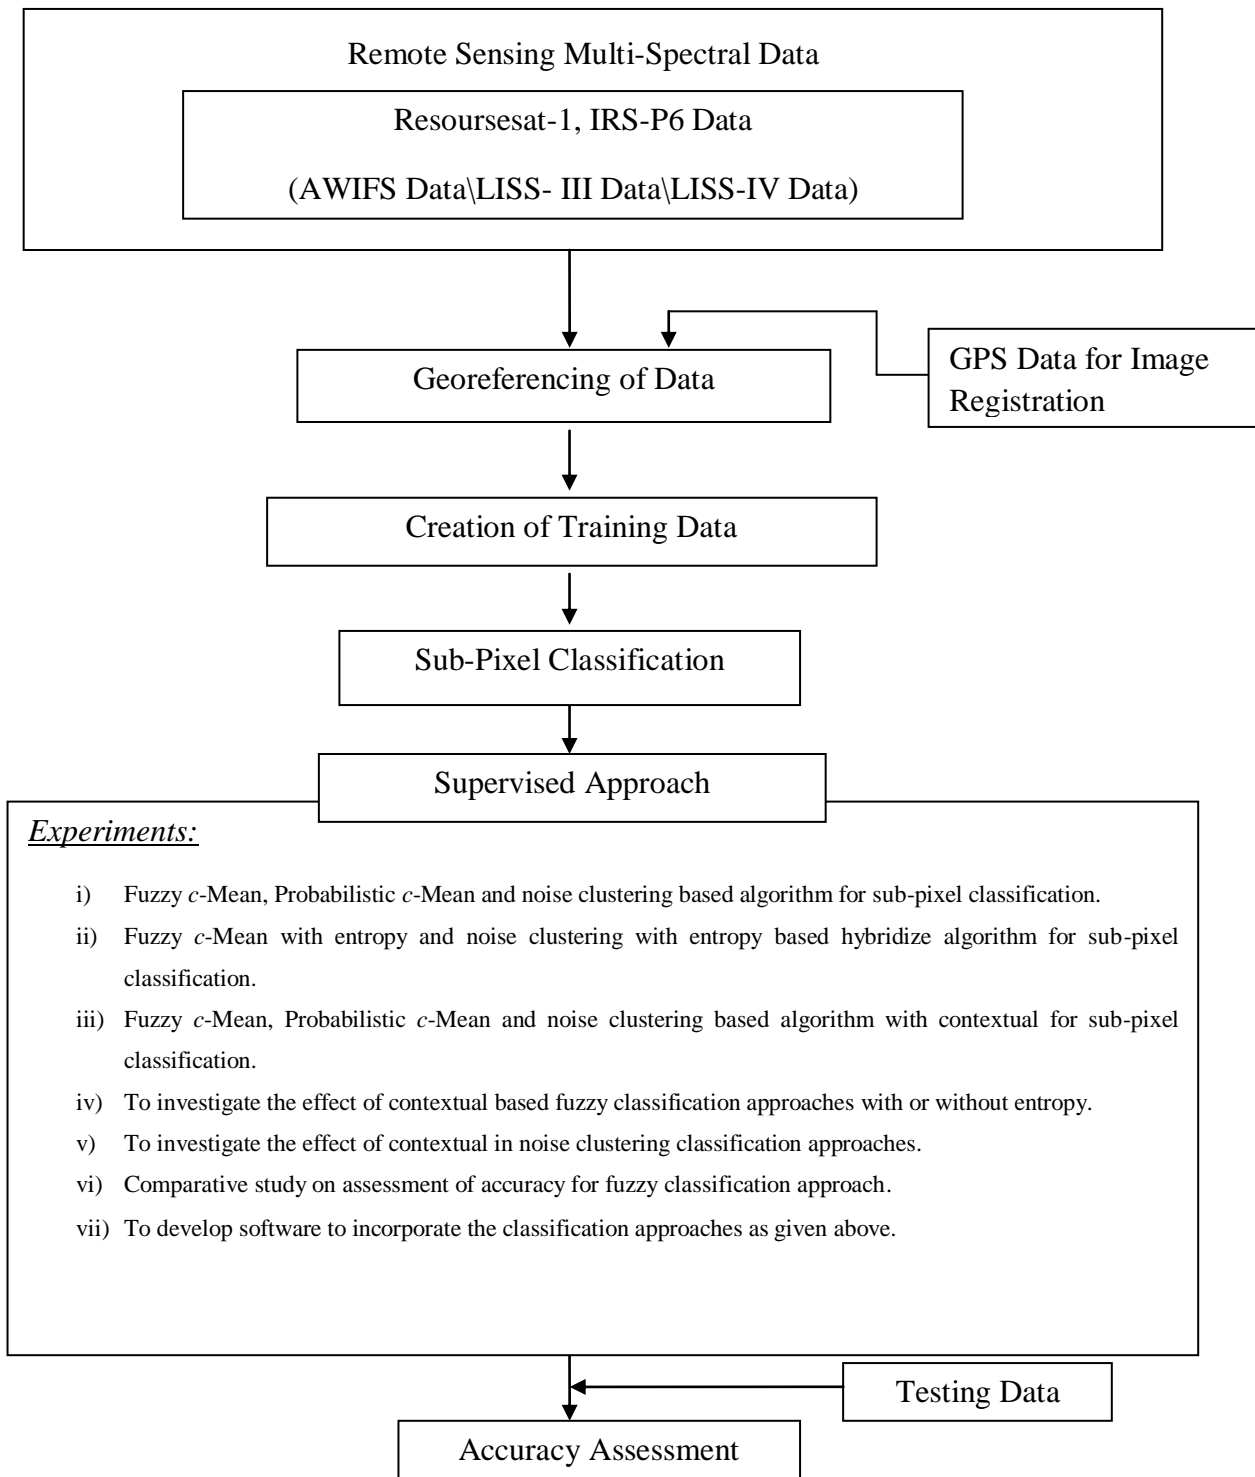 Remote Sensing Multi-Spectral Data
Resoursesat-1, IRS-P6 Data
(AWIFS Data\LISS- III Data\LISS-IV Data)
GPS Data for Image
Registration
Georeferencing of Data
Creation of Training Data
Sub-Pixel Classification
Supervised Approach
Experiments:
i) Fuzzy c-Mean, Probabilistic c-Mean and noise clustering based algorithm for sub-pixel classification.
ii) Fuzzy c-Mean with entropy and noise clustering with entropy based hybridize algorithm for sub-pixel
classification.
iii) Fuzzy c-Mean, Probabilistic c-Mean and noise clustering based algorithm with contextual for sub-pixel
classification.
iv) To investigate the effect of contextual based fuzzy classification approaches with or without entropy.
v) To investigate the effect of contextual in noise clustering classification approaches.
vi) Comparative study on assessment of accuracy for fuzzy classification approach.
vii) To develop software to incorporate the classification approaches as given above.
Testing Data
Accuracy Assessment